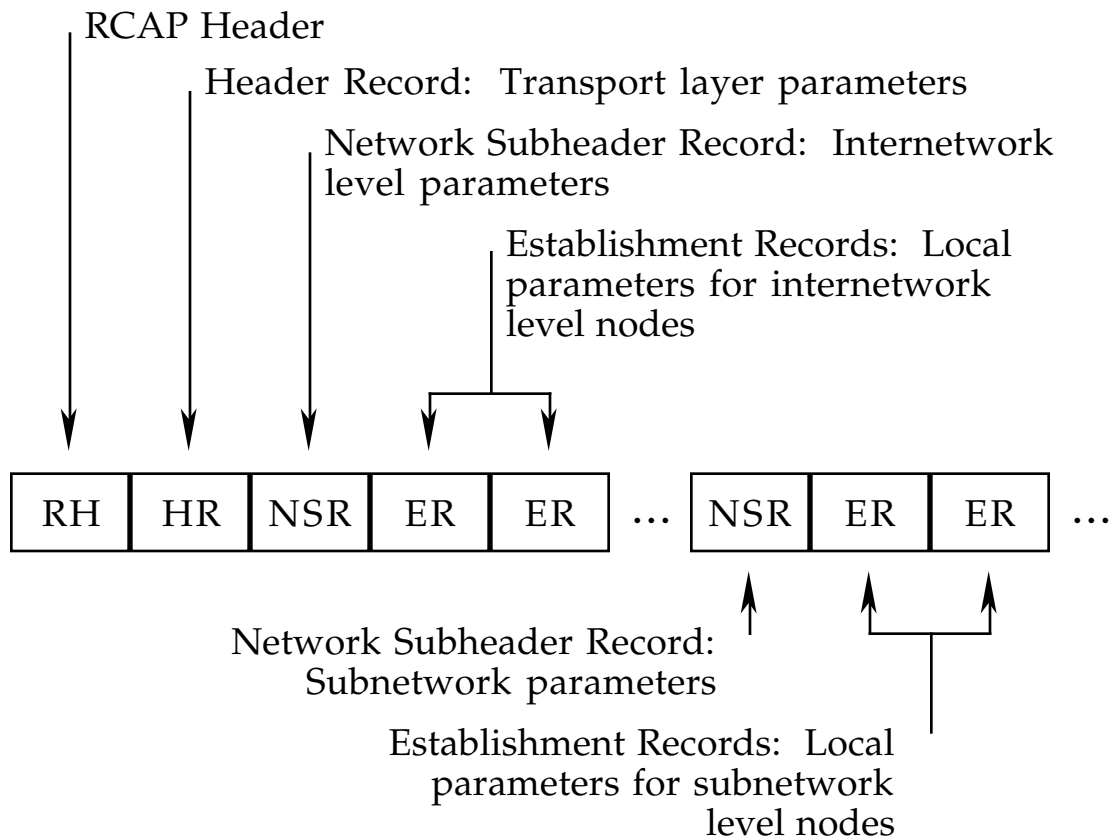 RCAP Header
Header Record: Transport layer parameters
Network Subheader Record: Internetwork
level parameters
Establishment Records: Local
parameters for internetwork
level nodes
RH HR NSR ER ER ... NSR ER ER ...
Network Subheader Record:
Subnetwork parameters
Establishment Records: Local
parameters for subnetwork
level nodes